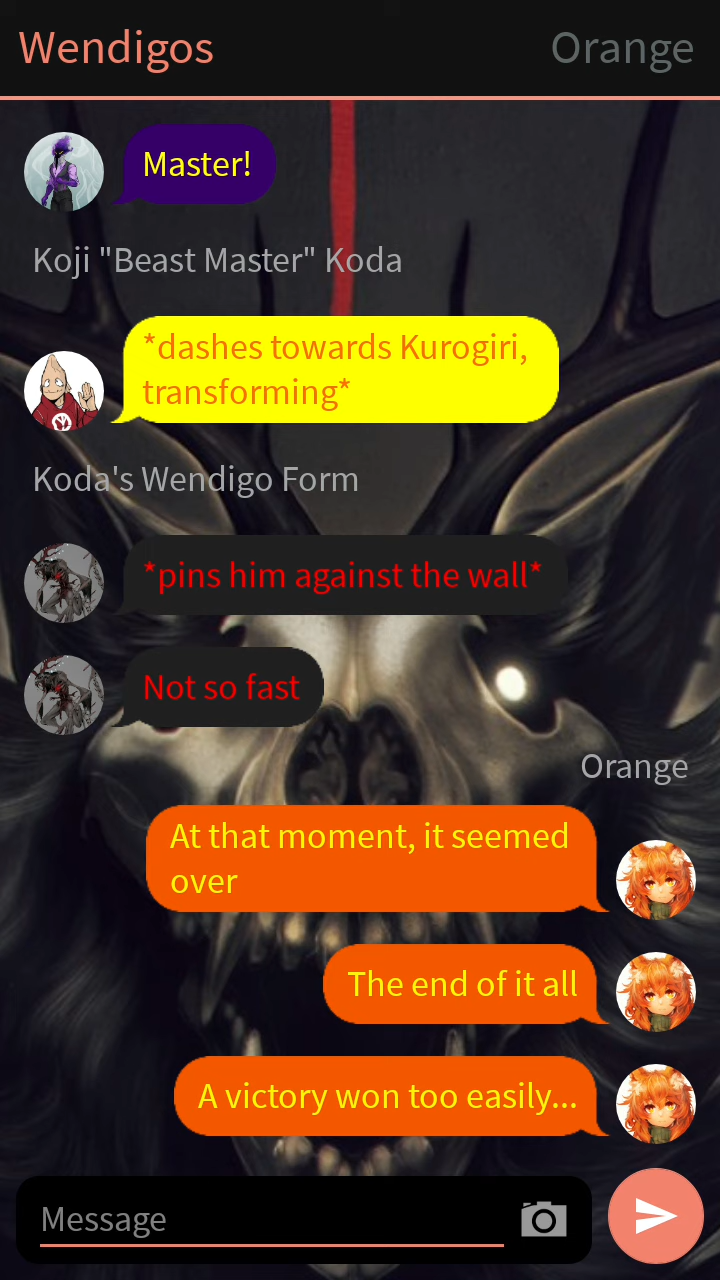 Wendigos
Orange
Master!
Koji "Beast Master" Koda
*dashes towards Kurogiri,
transforming*
Koda's Wendigo Form
*pins him against the wall*
Not so fast
Orange
At that moment, it seemed
over
The end of it all
A victory won too easily...
Message